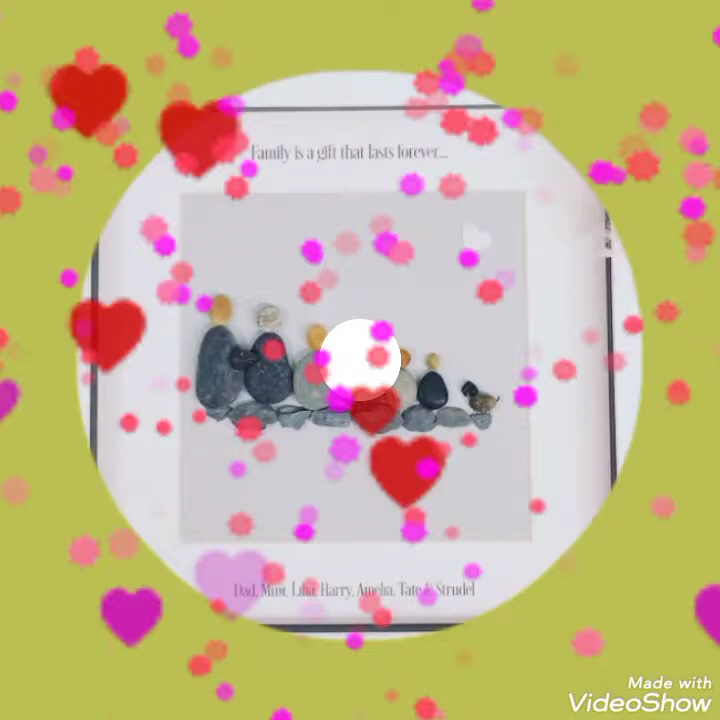 Family is a gift that lasts forever...
Dad, Mum, Lilia, Harry, Amelia, Tate & Strudel
Made with
VideoShow